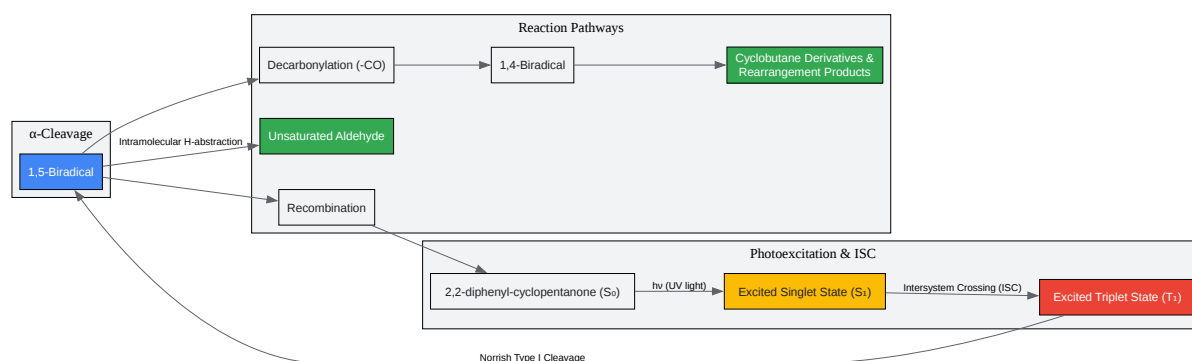 Reaction Pathways
Decarbonylation (-CO)
1,4-Biradical
Cyclobutane Derivatives &
Rearrangement Products
α-Cleavage
Intramolecular H-abstraction
Unsaturated Aldehyde
1,5-Biradical
Recombination
Photoexcitation & ISC
2,2-diphenyl-cyclopentanone (S₀)
hν (UV light)
Excited Singlet State (S₁)
Intersystem Crossing (ISC)
Excited Triplet State (T₁)
Norrish Type I Cleavage